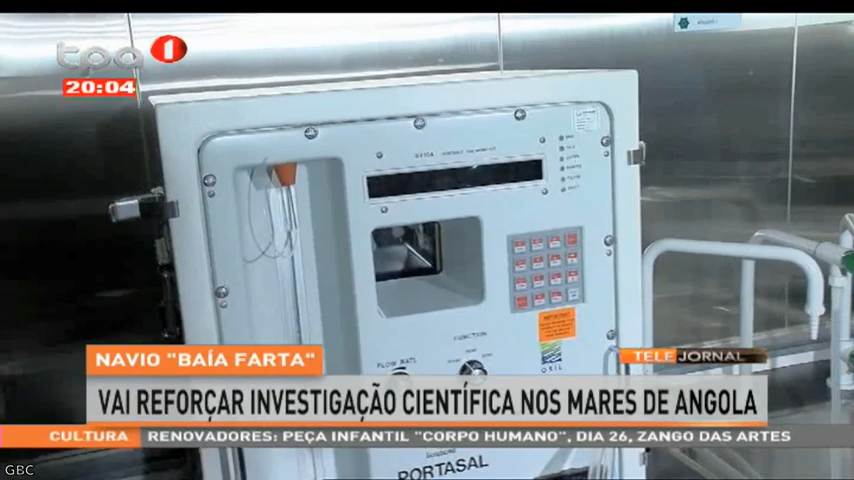 tpa 1
20:04
FUNCTION
FLOW RATE
OSIL
PORTASAL
NAVIO "BAÍA FARTA"
TELEJORNAL
VAI REFORÇAR INVESTIGAÇÃO CIENTÍFICA NOS MARES DE ANGOLA
CULTURA RENOVADORES: PEÇA INFANTIL "CORPO HUMANO", DIA 26, ZANGO DAS ARTES
GBC